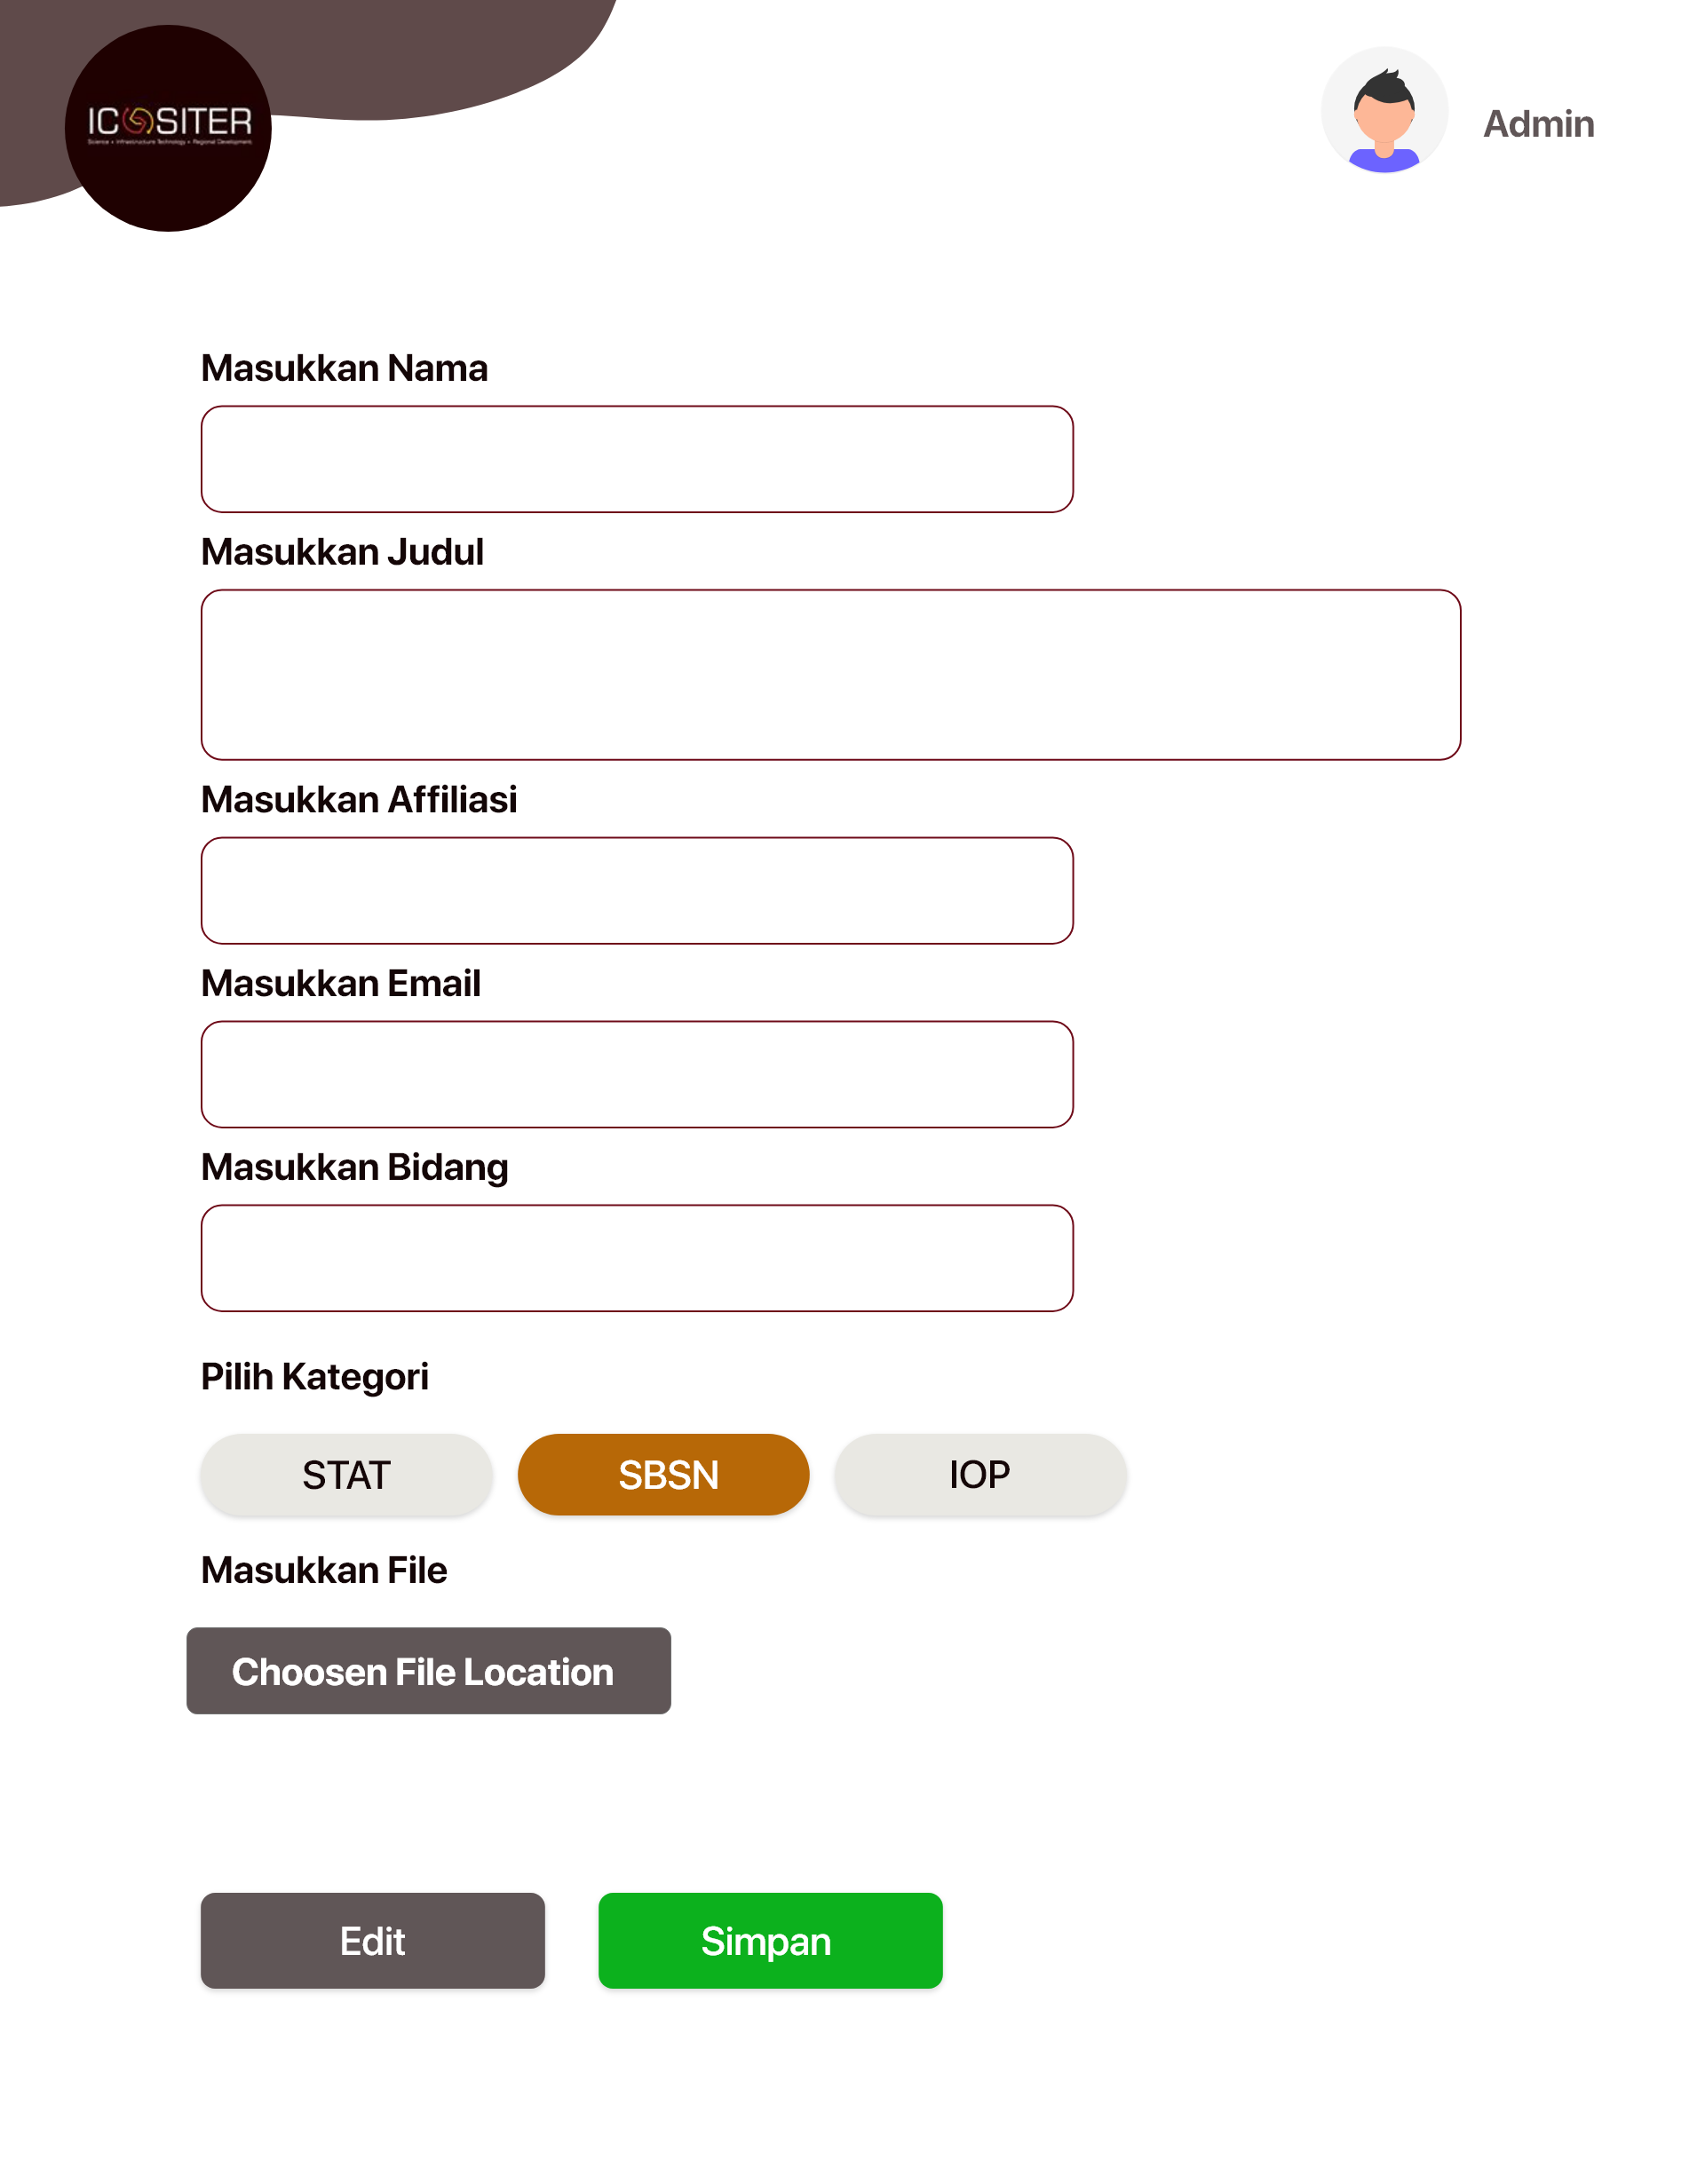 Admin
ICOSITER
Science • Infrastructure Technology • Regional Development
Masukkan Nama
Masukkan Judul
Masukkan Affiliasi
Masukkan Email
Masukkan Bidang
Pilih Kategori
STAT SBSN IOP
Masukkan File
Choosen File Location
Edit Simpan